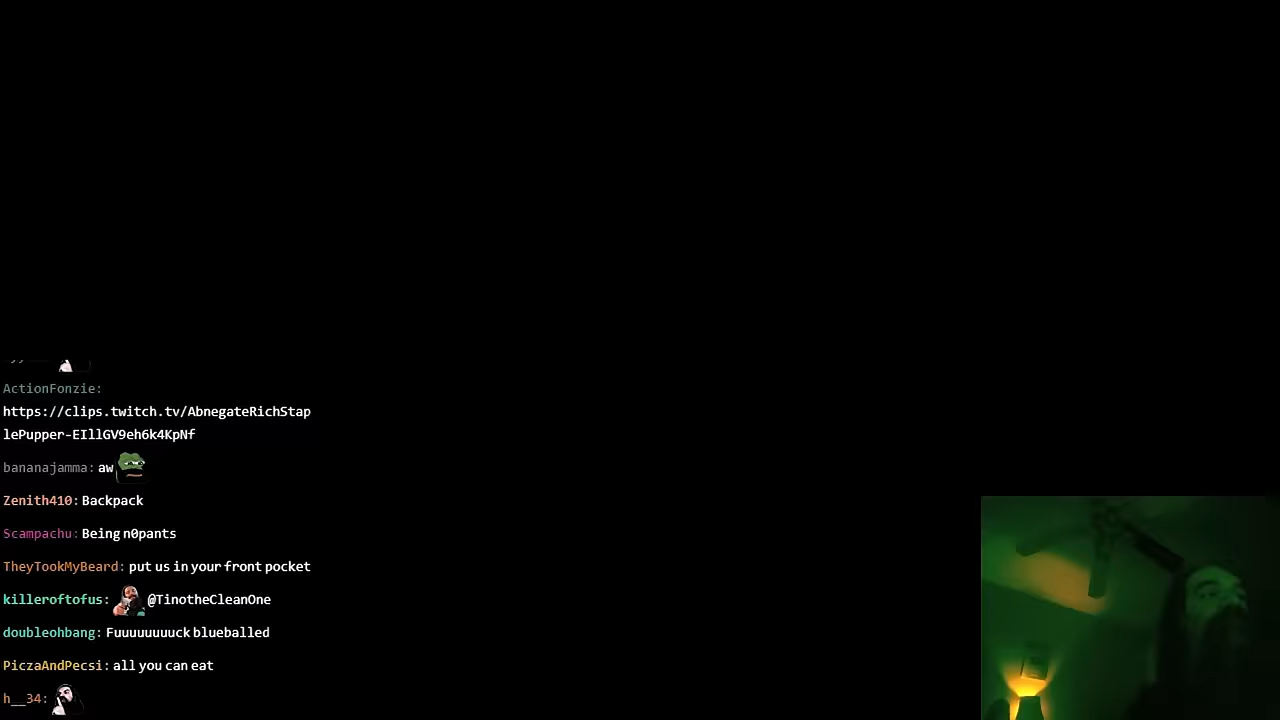 ActionFonzie:
https://clips.twitch.tv/AbnegateRichStap
lePupper-EIllGV9eh6k4KpNf
bananajamma: aw
Zenith410: Backpack
Scampachu: Being n0pants
TheyTookMyBeard: put us in your front pocket
killeroftofus: @TinotheCleanOne
doubleohbang: Fuuuuuuuuck blueballed
PiczaAndPecsi: all you can eat
h__34: